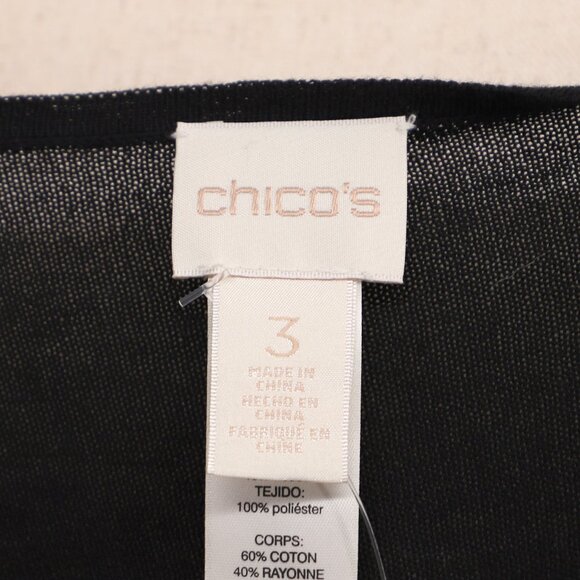 chico's
3
MADE IN
CHINA
HECHO EN
CHINA
FABRIQUÉ EN
CHINE
TEJIDO:
100% poliéster
CORPS:
60% COTON
40% RAYONNE